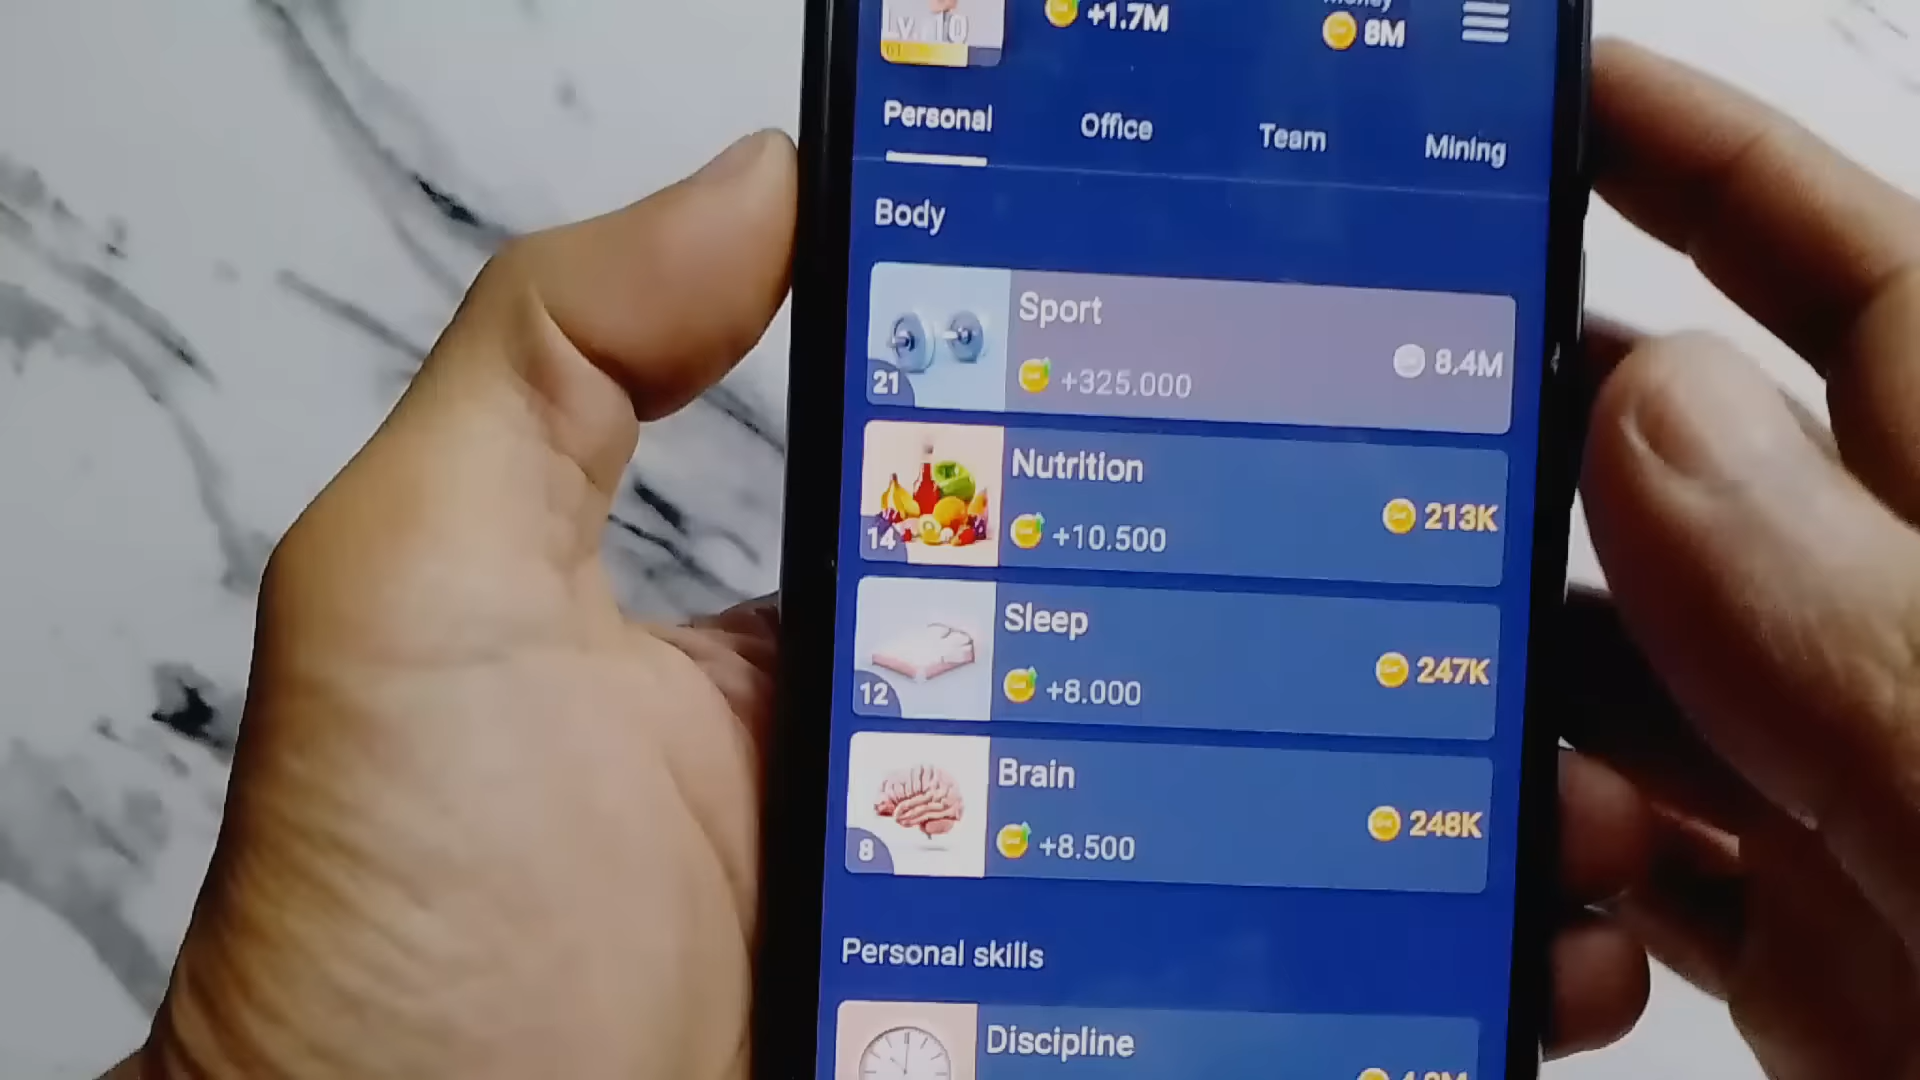 Lv. 10
+1.7M
8M
Personal
Office
Team
Mining
Body
Sport
21
+325.000
8.4M
Nutrition
14
+10.500
213K
Sleep
12
+8.000
247K
Brain
8
+8.500
248K
Personal skills
Discipline